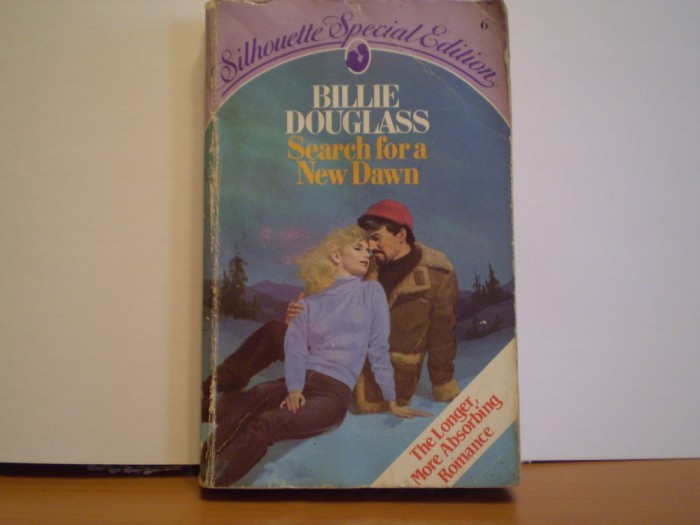 Silhouette Special Edition
6
BILLIE
DOUGLASS
Search for a
New Dawn
The Longer,
More Absorbing
Romance